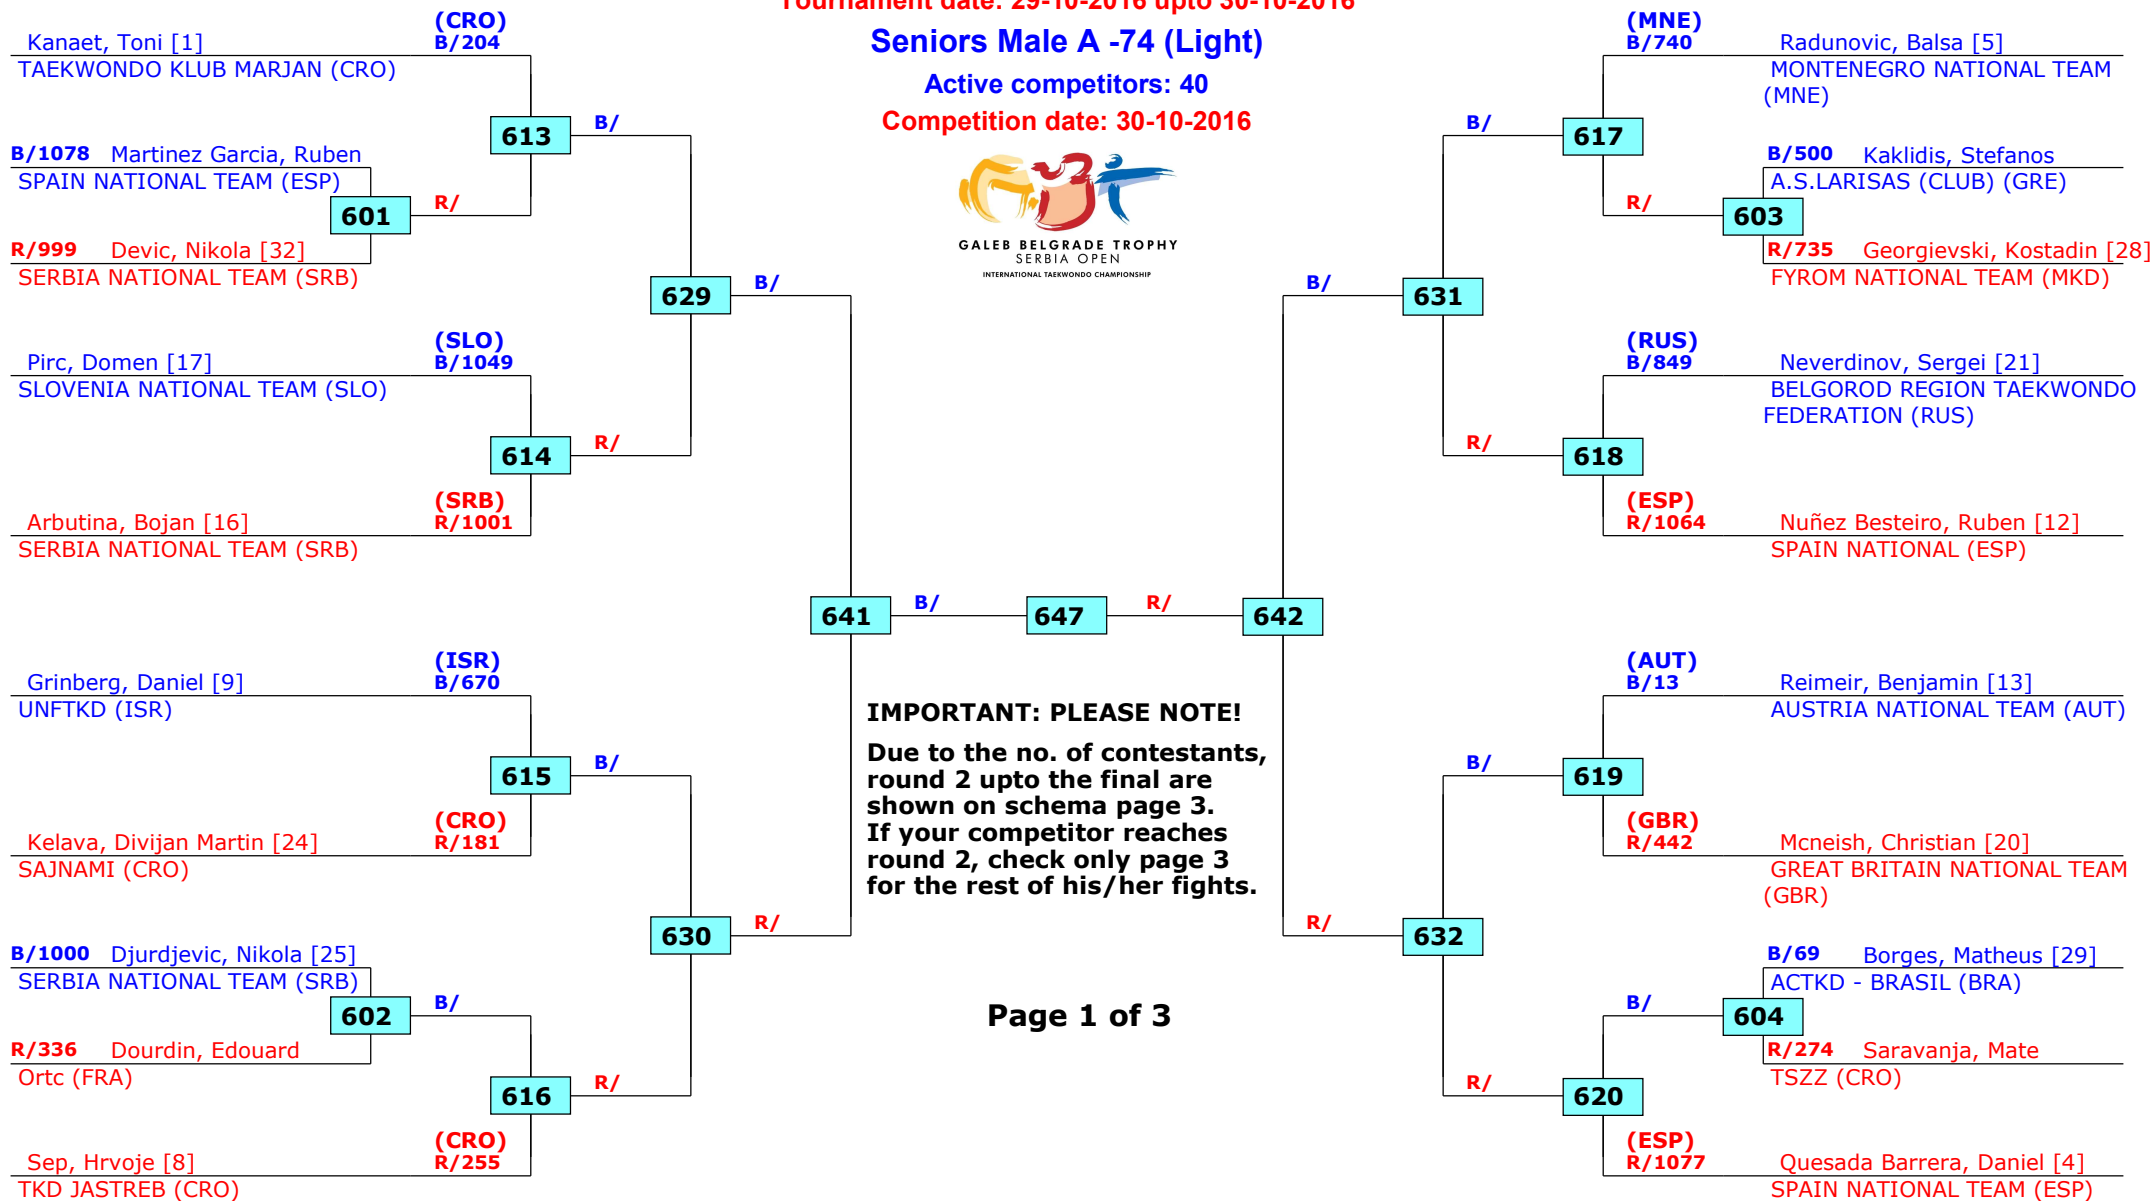 Tournament date: 29-10-2016 upto 30-10-2016
Seniors Male A -74 (Light)
Active competitors: 40
Competition date: 30-10-2016
GALEB BELGRADE TROPHY
SERBIA OPEN
INTERNATIONAL TAEKWONDO CHAMPIONSHIP
(CRO)
Kanaet, Toni [1] B/204
TAEKWONDO KLUB MARJAN (CRO)
613 B/
B/1078 Martinez Garcia, Ruben
SPAIN NATIONAL TEAM (ESP)
601 R/
R/999 Devic, Nikola [32]
SERBIA NATIONAL TEAM (SRB)
629 B/
(SLO)
Pirc, Domen [17] B/1049
SLOVENIA NATIONAL TEAM (SLO)
614 R/
(SRB)
Arbutina, Bojan [16] R/1001
SERBIA NATIONAL TEAM (SRB)
641 B/ 647 R/ 642
(ISR)
Grinberg, Daniel [9] B/670
UNFTKD (ISR)
615 B/
(CRO)
Kelava, Divijan Martin [24] R/181
SAJNAMI (CRO)
630 R/
B/1000 Djurdjevic, Nikola [25]
SERBIA NATIONAL TEAM (SRB)
602 B/
R/336 Dourdin, Edouard
Ortc (FRA)
616 R/
(CRO)
Sep, Hrvoje [8] R/255
TKD JASTREB (CRO)
IMPORTANT: PLEASE NOTE!
Due to the no. of contestants,
round 2 upto the final are
shown on schema page 3.
If your competitor reaches
round 2, check only page 3
for the rest of his/her fights.
Page 1 of 3
(MNE)
B/740 Radunovic, Balsa [5]
MONTENEGRO NATIONAL TEAM
(MNE)
B/ 617
B/500 Kaklidis, Stefanos
A.S.LARISAS (CLUB) (GRE)
R/ 603
R/735 Georgievski, Kostadin [28]
FYROM NATIONAL TEAM (MKD)
B/ 631
(RUS)
B/849 Neverdinov, Sergei [21]
BELGOROD REGION TAEKWONDO
FEDERATION (RUS)
R/ 618
(ESP)
R/1064 Nuñez Besteiro, Ruben [12]
SPAIN NATIONAL (ESP)
(AUT)
B/13 Reimeir, Benjamin [13]
AUSTRIA NATIONAL TEAM (AUT)
B/ 619
(GBR)
R/442 Mcneish, Christian [20]
GREAT BRITAIN NATIONAL TEAM
(GBR)
R/ 632
B/69 Borges, Matheus [29]
ACTKD - BRASIL (BRA)
B/ 604
R/274 Saravanja, Mate
TSZZ (CRO)
R/ 620
(ESP)
R/1077 Quesada Barrera, Daniel [4]
SPAIN NATIONAL TEAM (ESP)